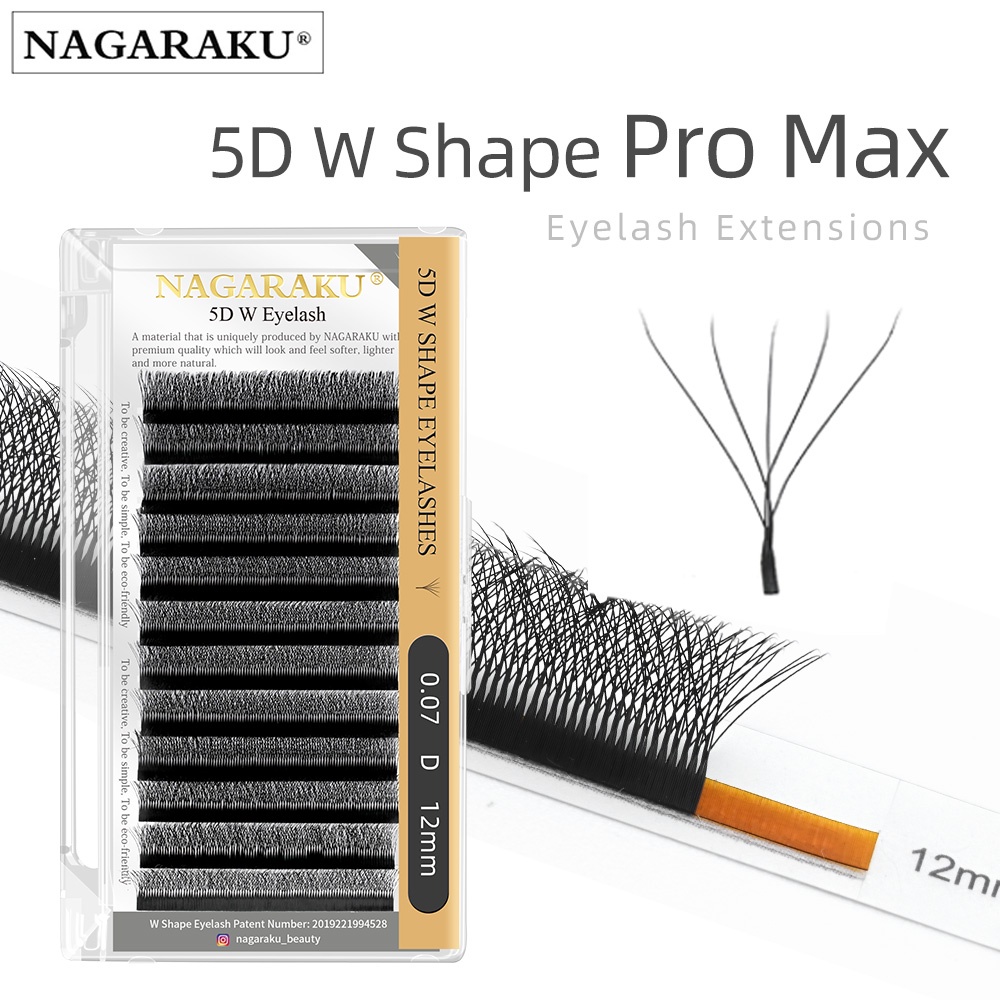 NAGARAKU®
5D W Shape Pro Max
Eyelash Extensions
NAGARAKU®
5D W Eyelash
A material that is uniquely produced by NAGARAKU with
premium quality which will look and feel softer, lighter
and more natural.
5D W SHAPE EYELASHES
0.07 D 12mm
To be creative. To be simple. To be eco-friendly
To be creative. To be simple. To be eco-friendly
W Shape Eyelash Patent Number: 2019221994528
nagaraku_beauty
12mm